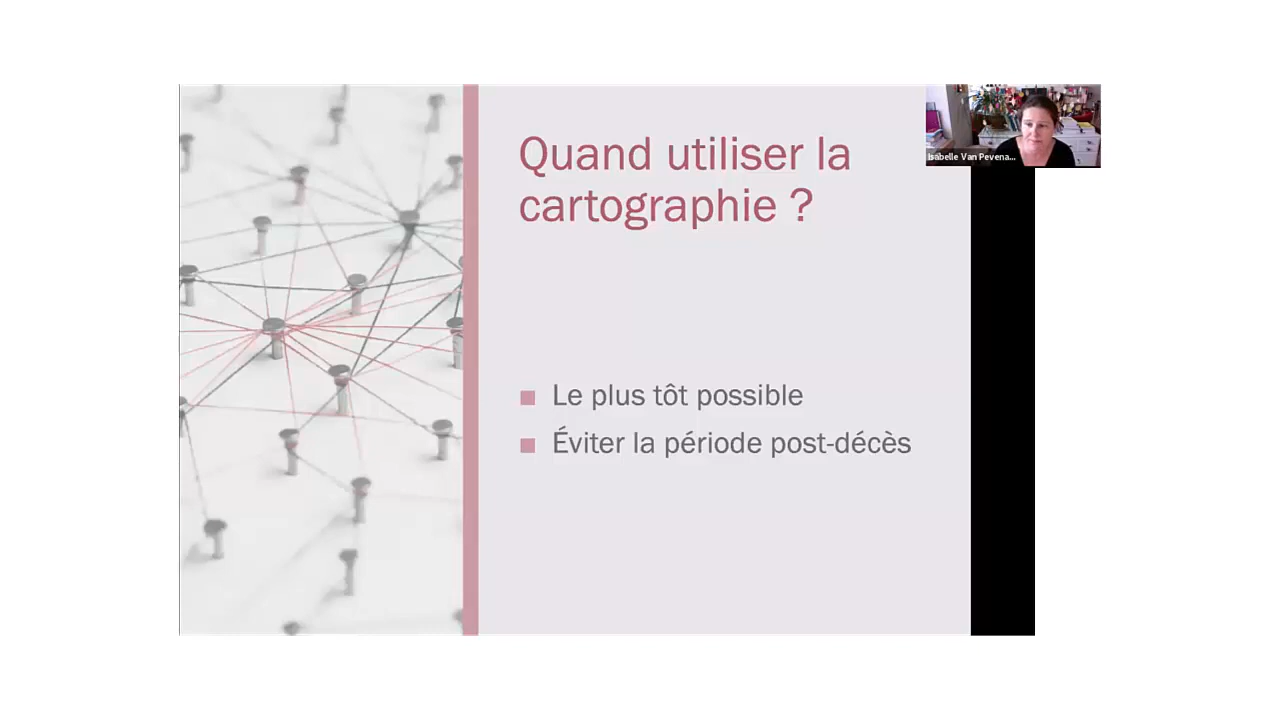 Quand utiliser la
cartographie ?
Isabelle Van Pevena...
Le plus tôt possible
Éviter la période post-décès